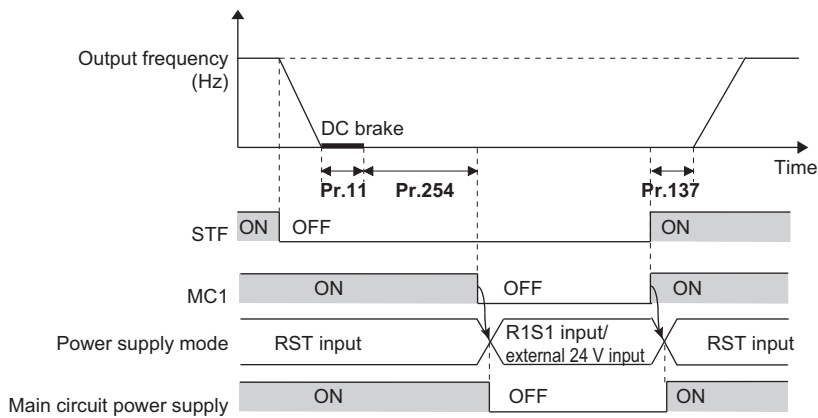 Output frequency
(Hz)
DC brake
Time
Pr.11 Pr.254 Pr.137
STF ON OFF ON
MC1 ON OFF ON
Power supply mode RST input R1S1 input/
external 24 V input RST input
Main circuit power supply ON OFF ON